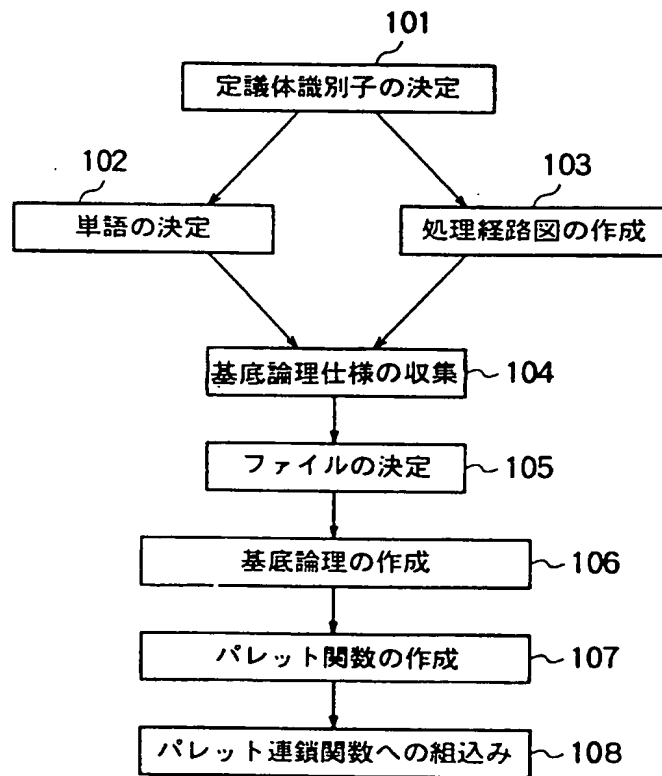 101
定議体識別子の決定
102
単語の決定
103
処理経路図の作成
基底論理仕様の収集
104
ファイルの決定
105
基底論理の作成
106
パレット関数の作成
107
パレット連鎖関数への組込み
108